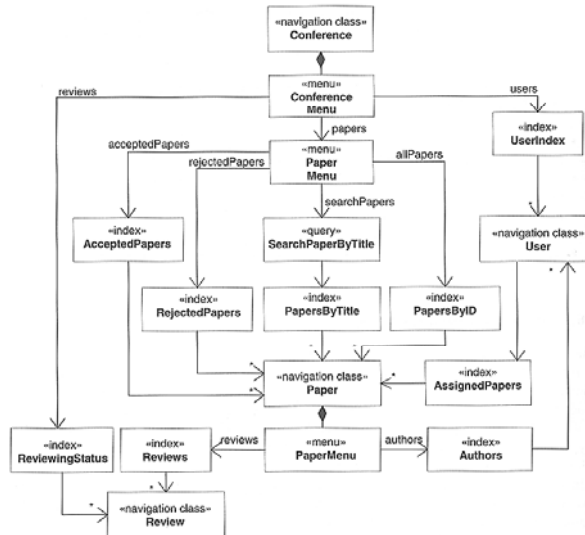 «navigation class»
Conference
reviews
«menu»
Conference
Menu
users
papers
«index»
UserIndex
acceptedPapers
rejectedPapers
«menu»
Paper
Menu
allPapers
searchPapers
*
«index»
AcceptedPapers
«query»
SearchPaperByTitle
«navigation class»
User
*
«index»
RejectedPapers
«index»
PapersByTitle
«index»
PapersByID
*
*
«navigation class»
Paper
*
«index»
AssignedPapers
«index»
ReviewingStatus
«index»
Reviews
reviews
«menu»
PaperMenu
authors
«index»
Authors
*
*
«navigation class»
Review